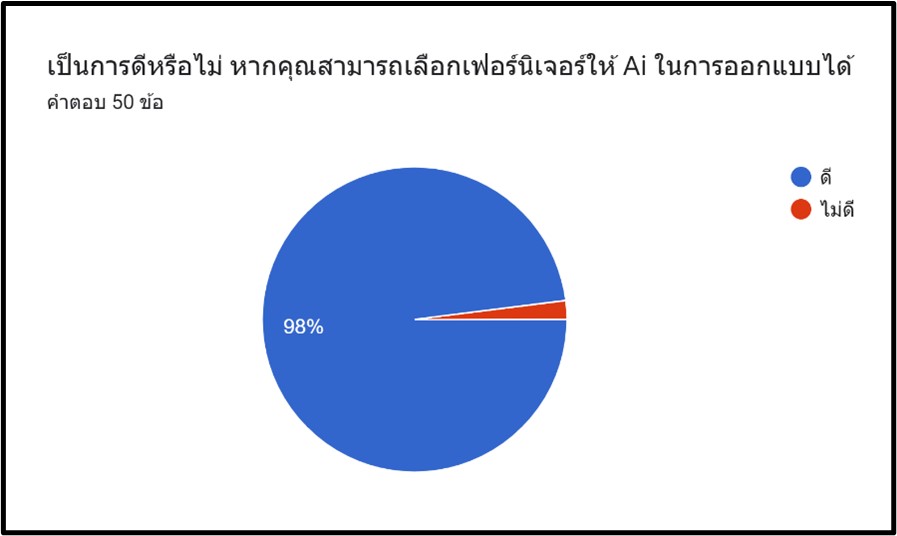 เป็นการดีหรือไม่ หากคุณสามารถเลือกเฟอร์นิเจอร์ให้ Ai ในการออกแบบได้
คำตอบ 50 ข้อ
ดี
ไม่ดี
98%